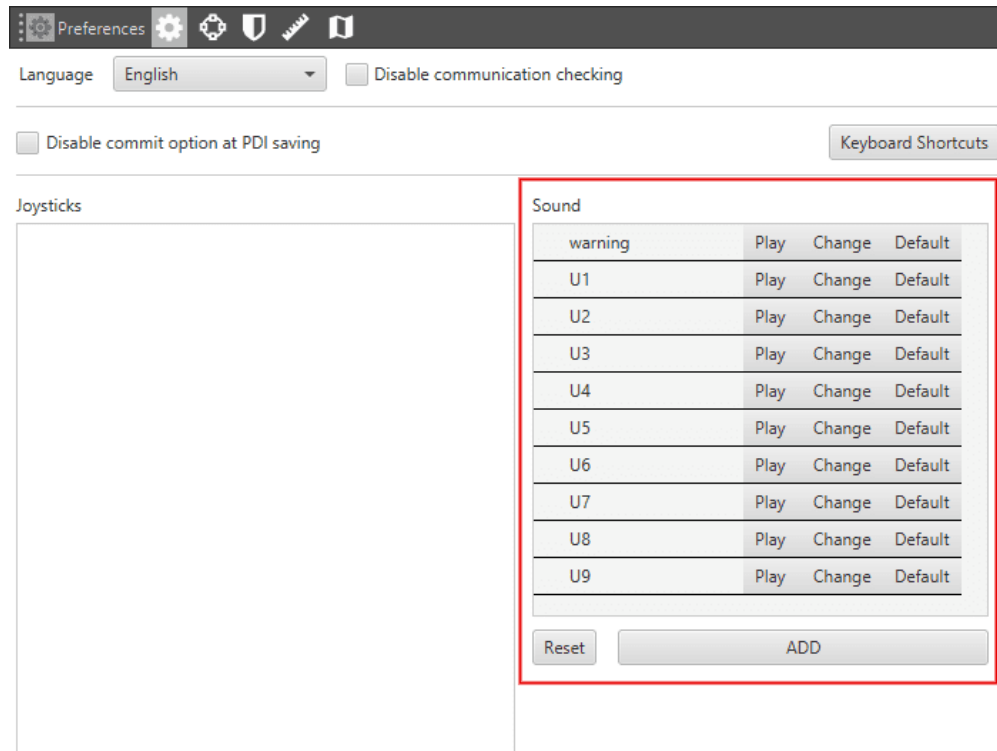 Preferences
Language English Disable communication checking
Disable commit option at PDI saving Keyboard Shortcuts
Joysticks
Sound
warning Play Change Default
U1 Play Change Default
U2 Play Change Default
U3 Play Change Default
U4 Play Change Default
U5 Play Change Default
U6 Play Change Default
U7 Play Change Default
U8 Play Change Default
U9 Play Change Default
Reset ADD